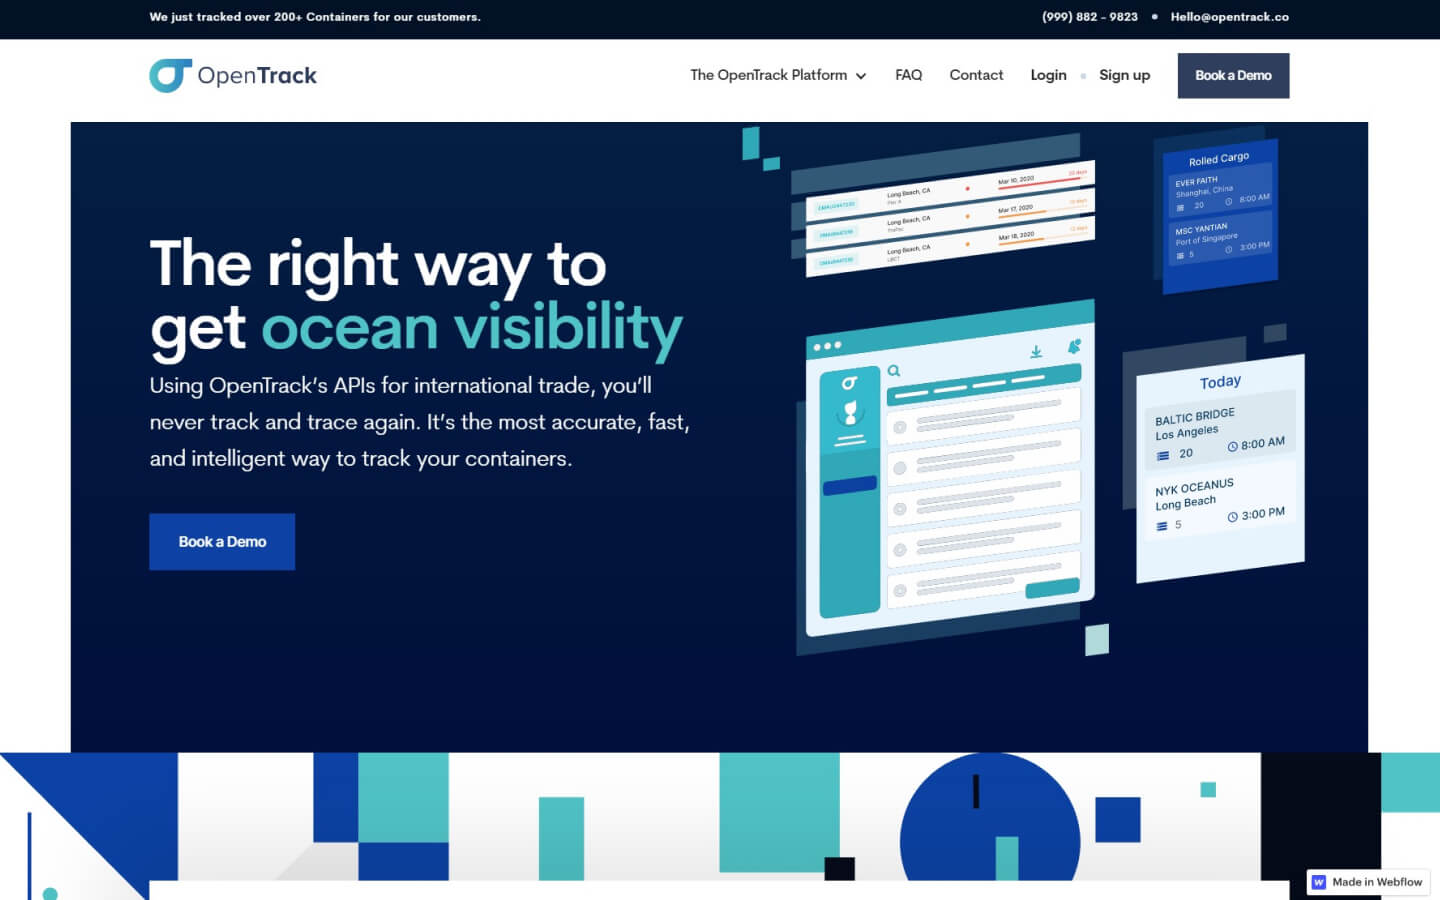 We just tracked over 200+ Containers for our customers.
(999) 882 - 9823 • Hello@opentrack.co
OpenTrack
The OpenTrack Platform
FAQ
Contact
Login
Sign up
Book a Demo
The right way to
get ocean visibility
Using OpenTrack's APIs for international trade, you'll
never track and trace again. It's the most accurate, fast,
and intelligent way to track your containers.
Book a Demo
Long Beach, CA
Pier A
Mar 10, 2020
Long Beach, CA
Mar 17, 2020
Long Beach, CA
Mar 18, 2020
Rolled Cargo
EVER FAITH
Shanghai, China
20
8:00 AM
MSC YANTIAN
Port of Singapore
5
3:00 PM
Today
BALTIC BRIDGE
Los Angeles
20
8:00 AM
NYK OCEANUS
Long Beach
5
3:00 PM
Made in Webflow